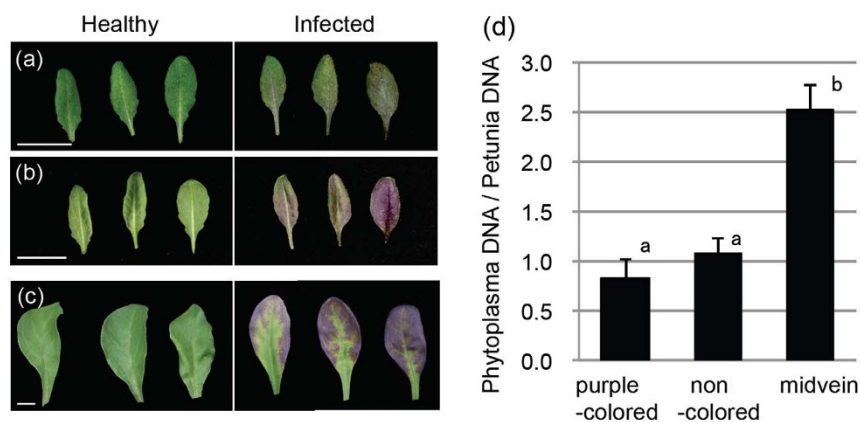 Healthy
Infected
(a)
(b)
(c)
(d)
Phytoplasma DNA / Petunia DNA
3.0
2.5
2.0
1.5
1.0
0.5
0.0
a
a
b
purple
-colored
non
-colored
midvein